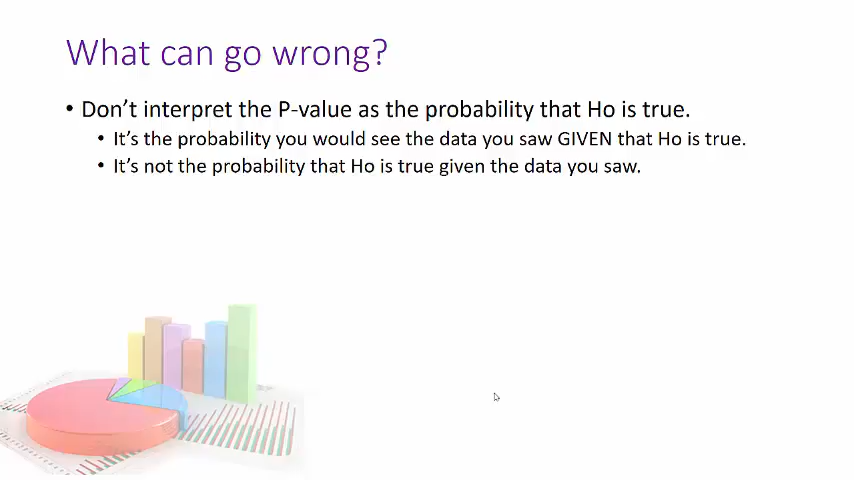 What can go wrong?
• Don’t interpret the P-value as the probability that Ho is true.
• It’s the probability you would see the data you saw GIVEN that Ho is true.
• It’s not the probability that Ho is true given the data you saw.